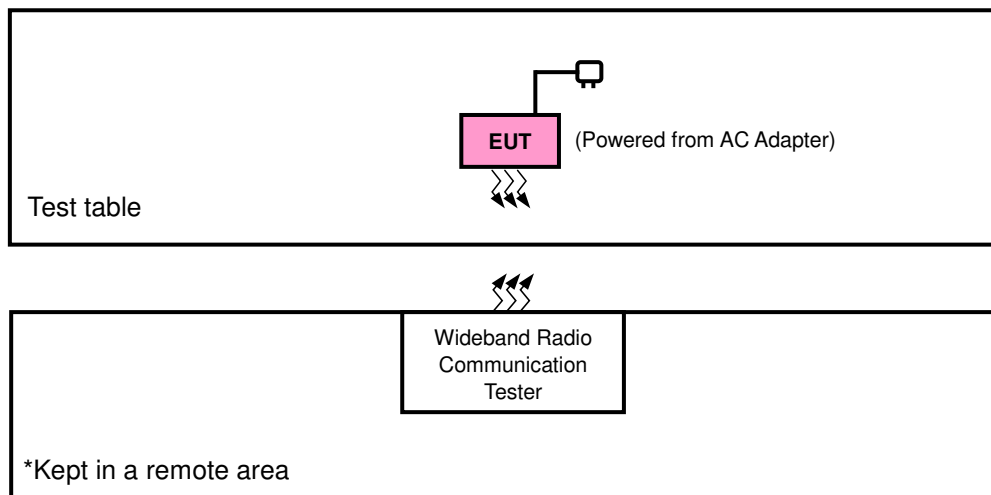 EUT
(Powered from AC Adapter)
Test table
Wideband Radio
Communication
Tester
*Kept in a remote area